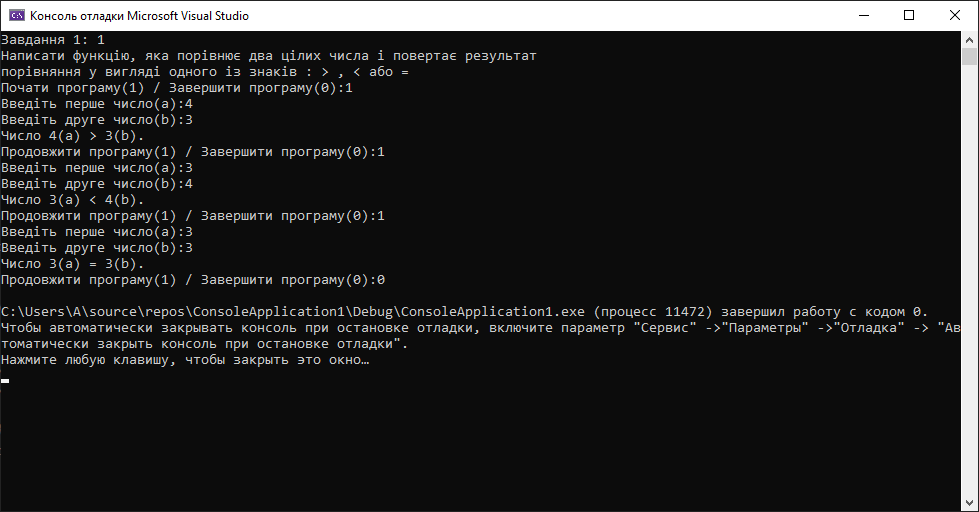 Консоль отладки Microsoft Visual Studio
Завдання 1: 1
Написати функцію, яка порівнює два цілих числа і повертає результат
порівняння у вигляді одного із знаків : > , < або =
Почати програму(1) / Завершити програму(0):1
Введіть перше число(a):4
Введіть друге число(b):3
Число 4(a) > 3(b).
Продовжити програму(1) / Завершити програму(0):1
Введіть перше число(a):3
Введіть друге число(b):4
Число 3(a) < 4(b).
Продовжити програму(1) / Завершити програму(0):1
Введіть перше число(a):3
Введіть друге число(b):3
Число 3(a) = 3(b).
Продовжити програму(1) / Завершити програму(0):0
C:\Users\A\source\repos\ConsoleApplication1\Debug\ConsoleApplication1.exe (процесс 11472) завершил работу с кодом 0.
Чтобы автоматически закрывать консоль при остановке отладки, включите параметр "Сервис" ->"Параметры" ->"Отладка" -> "Ав
томатически закрыть консоль при остановке отладки".
Нажмите любую клавишу, чтобы закрыть это окно…